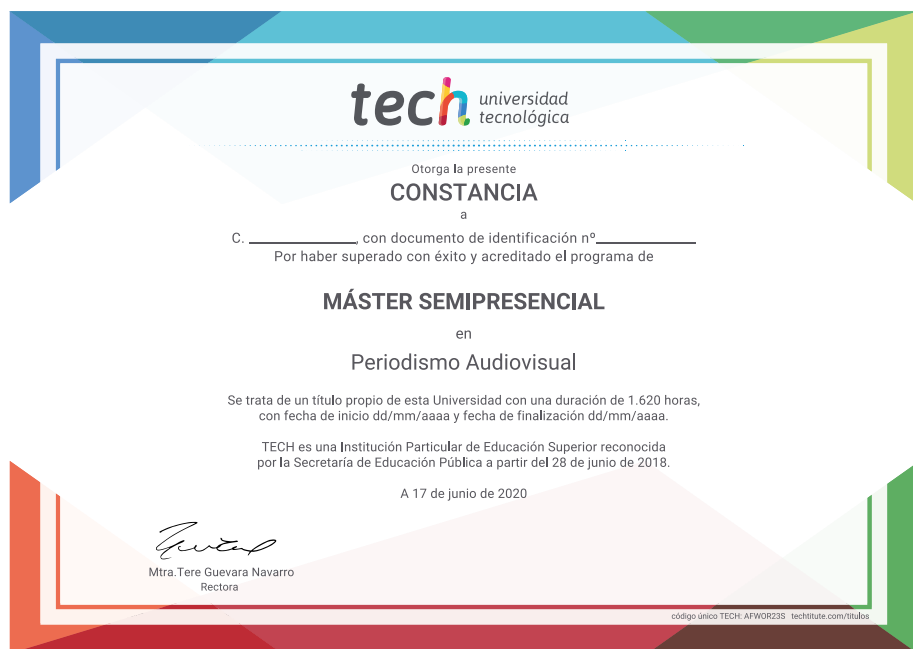 tech universidad
tecnológica
Otorga la presente
CONSTANCIA
a
C. ____________, con documento de identificación nº____________
Por haber superado con éxito y acreditado el programa de
MÁSTER SEMIPRESENCIAL
en
Periodismo Audiovisual
Se trata de un título propio de esta Universidad con una duración de 1.620 horas,
con fecha de inicio dd/mm/aaaa y fecha de finalización dd/mm/aaaa.
TECH es una Institución Particular de Educación Superior reconocida
por la Secretaría de Educación Pública a partir del 28 de junio de 2018.
A 17 de junio de 2020
Mtra.Tere Guevara Navarro
Rectora
código único TECH: AFWOR23S techtitute.com/titulos